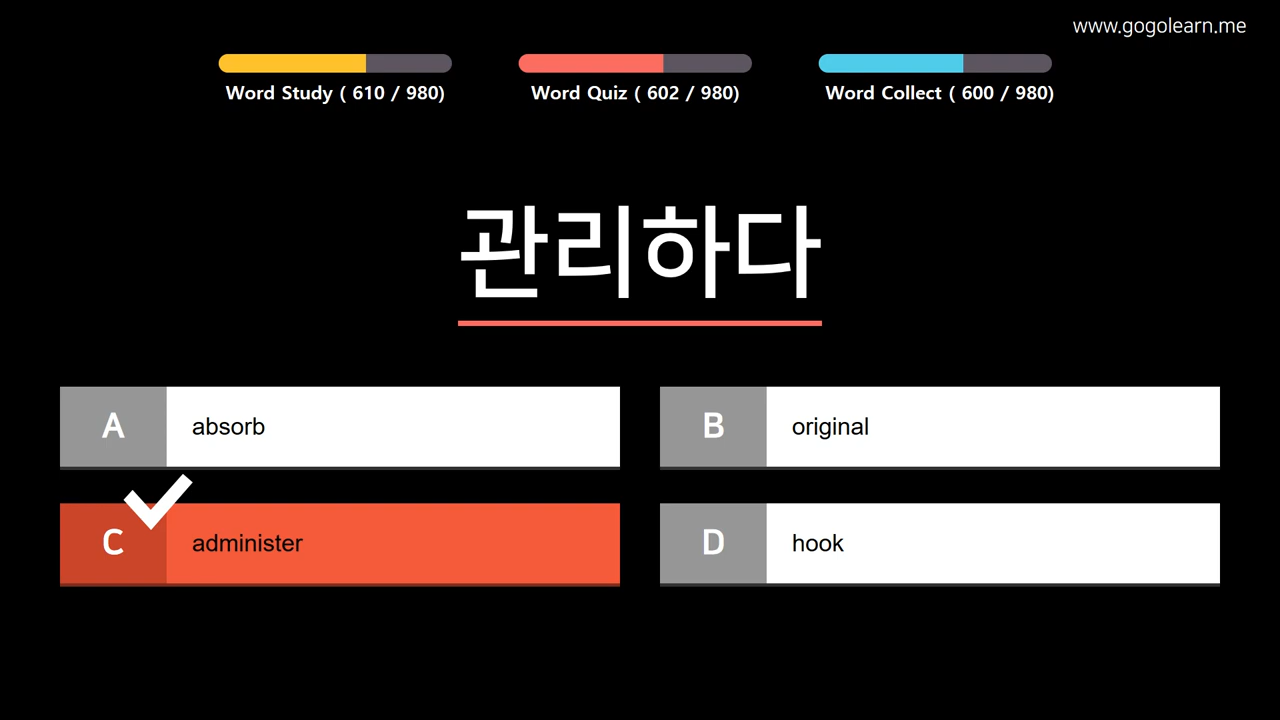 www.gogolearn.me
Word Study ( 610 / 980)
Word Quiz ( 602 / 980)
Word Collect ( 600 / 980)
관리하다
A absorb
B original
C administer
D hook